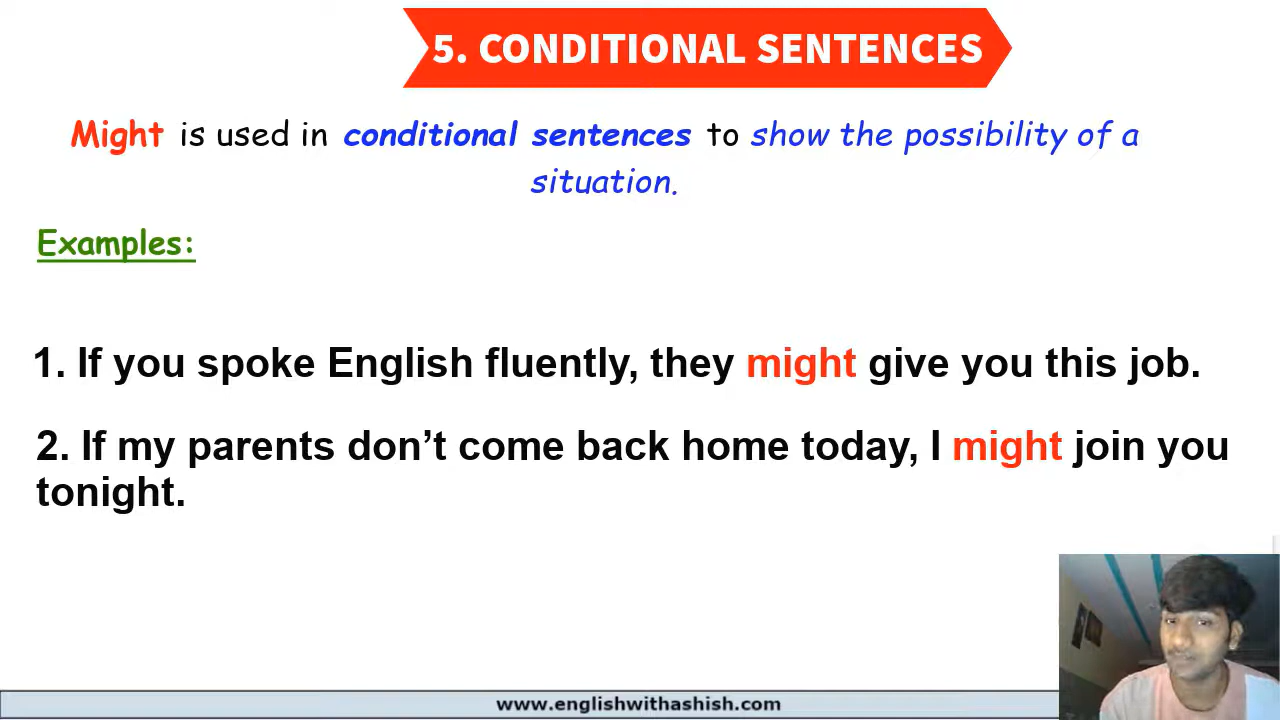 5. CONDITIONAL SENTENCES
Might is used in conditional sentences to show the possibility of a
situation.
Examples:
1. If you spoke English fluently, they might give you this job.
2. If my parents don’t come back home today, I might join you
tonight.
www.englishwithashish.com